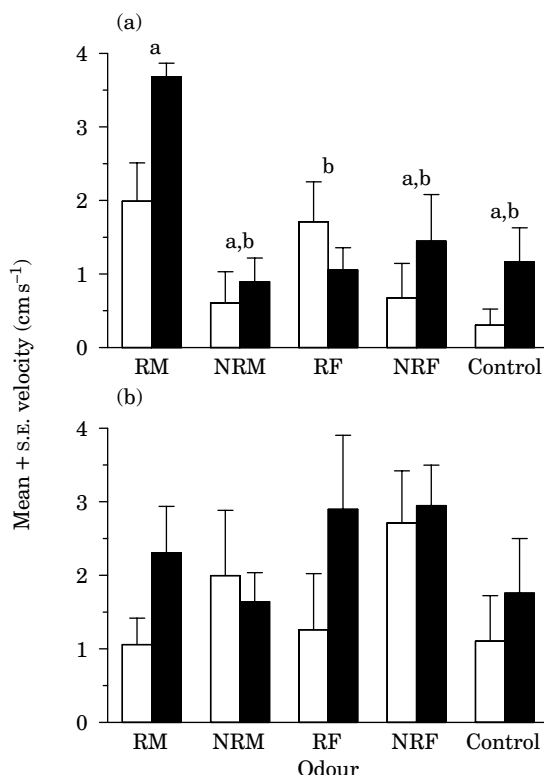 (a)
4
3
2
1
0
a
a,b
b
a,b
a,b
RM NRM RF NRF Control
(b)
4
3
2
1
0
RM NRM RF NRF Control
Odour
Mean + S.E. velocity (cm s⁻¹)